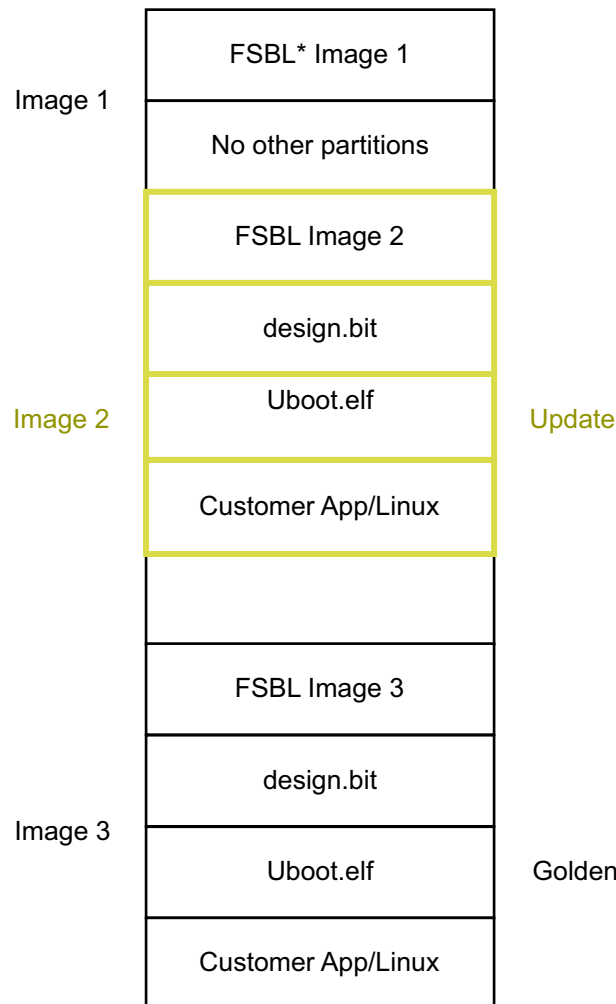 FSBL* Image 1
Image 1
No other partitions
FSBL Image 2
design.bit
Uboot.elf
Image 2
Update
Customer App/Linux
FSBL Image 3
design.bit
Image 3
Uboot.elf
Golden
Customer App/Linux